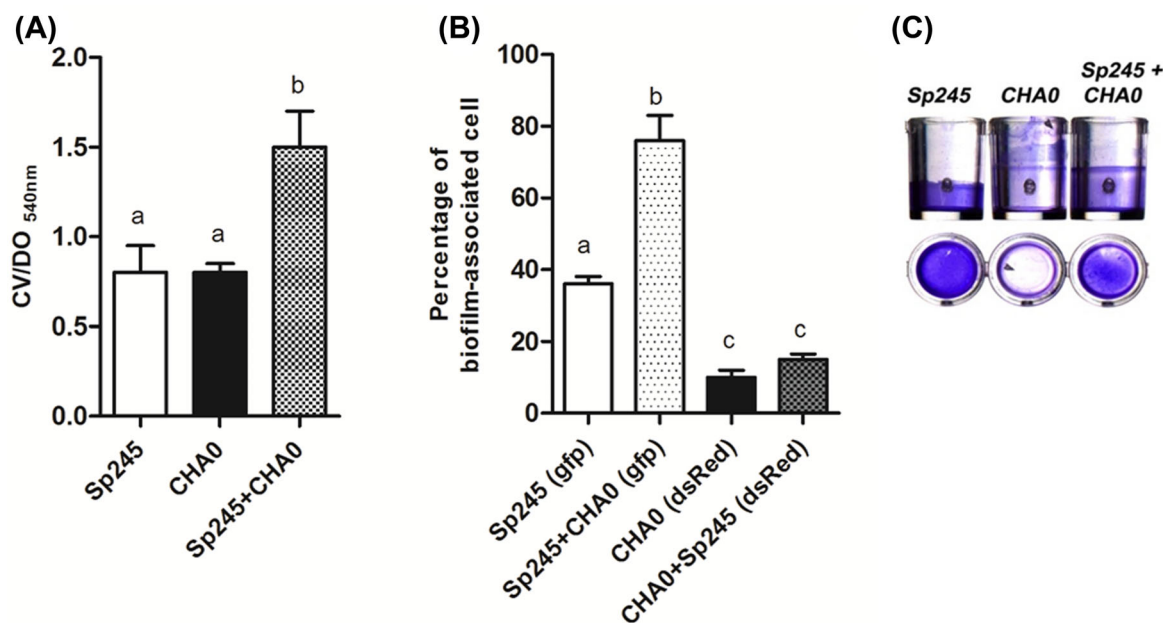 (A)
CV/DO 540nm
2.0
1.5
1.0
0.5
0.0
a
a
b
Sp245
CHA0
Sp245+CHA0
(B)
Percentage of
biofilm-associated cell
100
80
60
40
20
0
a
b
c
c
Sp245 (gfp)
Sp245+CHA0 (gfp)
CHA0 (dsRed)
CHA0+Sp245 (dsRed)
(C)
Sp245
CHA0
Sp245 +
CHA0